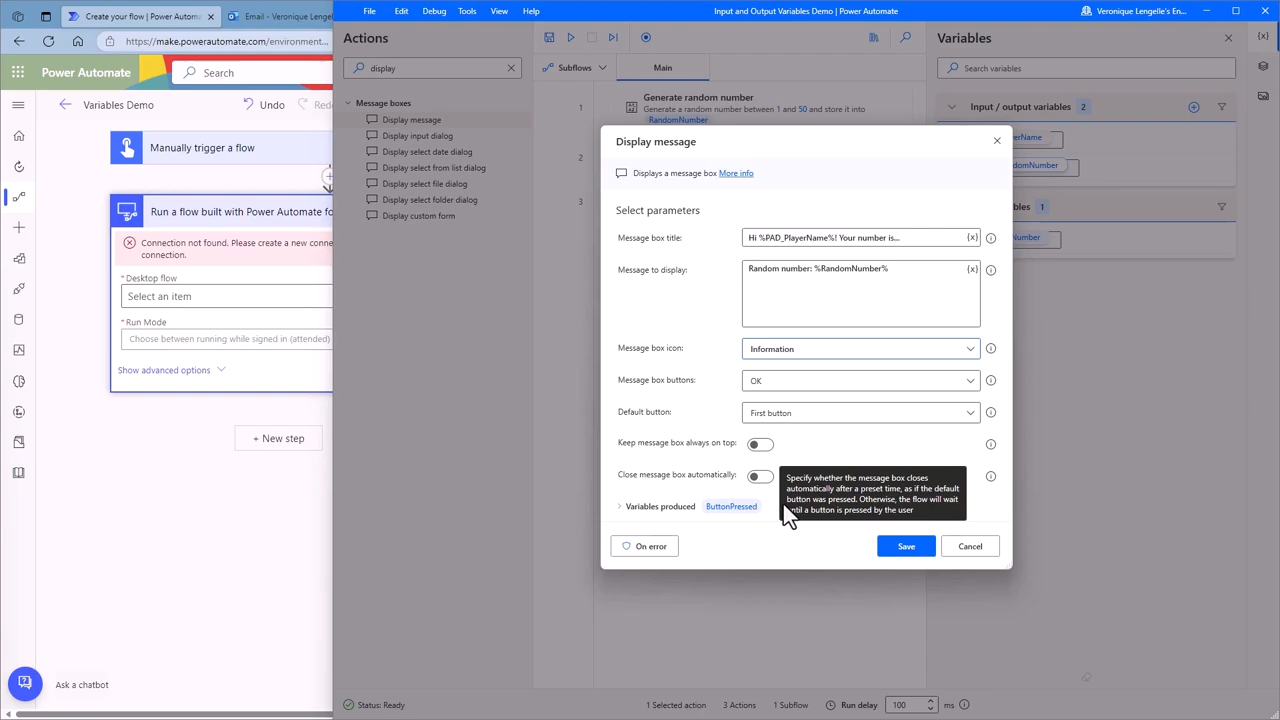 Create your flow | Power Automate
Email - Veronique Lengell
https://make.powerautomate.com/environment...
Power Automate
Search
Variables Demo
Undo
Redo
Manually trigger a flow
Run a flow built with Power Automate fo
Connection not found. Please create a new conne
connection.
* Desktop flow
Select an item
* Run Mode
Choose between running while signed in (attended)
Show advanced options
+ New step
Ask a chatbot
File
Edit
Debug
Tools
View
Help
Input and Output Variables Demo | Power Automate
Veronique Lengelle's En...
Actions
display
Message boxes
Display message
Display input dialog
Display select date dialog
Display select from list dialog
Display select file dialog
Display select folder dialog
Display custom form
Subflows
Main
1
Generate random number
Generate a random number between 1 and 50 and store it into
RandomNumber
2
3
Display message
Displays a message box More info
Select parameters
Message box title:
Hi %PAD_PlayerName%! Your number is...
{x}
Message to display:
Random number: %RandomNumber%
{x}
Message box icon:
Information
Message box buttons:
OK
Default button:
First button
Keep message box always on top:
Close message box automatically:
Specify whether the message box closes
automatically after a preset time, as if the default
button was pressed. Otherwise, the flow will wait
until a button is pressed by the user
Variables produced
ButtonPressed
On error
Save
Cancel
Variables
{x}
Search variables
Input / output variables
2
erName
domNumber
bles
1
Number
Status: Ready
1 Selected action
3 Actions
1 Subflow
Run delay
100
ms